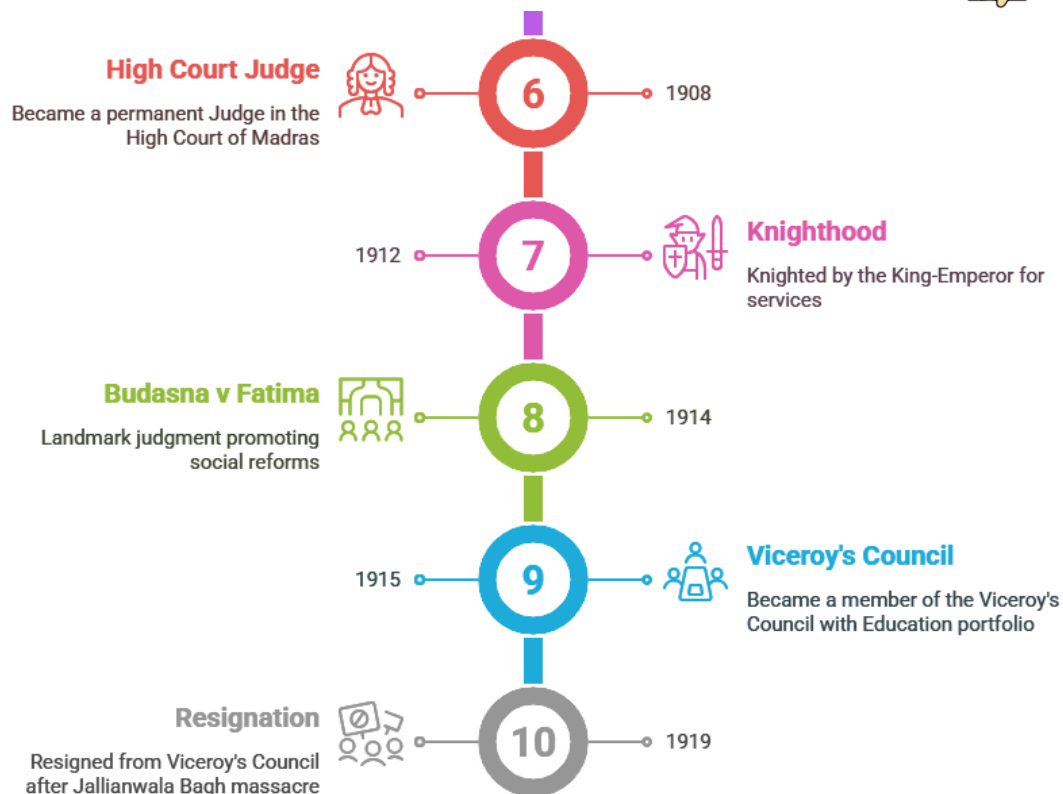 High Court Judge
Became a permanent Judge in the
High Court of Madras
6
1908
1912
7
Knighthood
Knighted by the King-Emperor for
services
Budasna v Fatima
Landmark judgment promoting
social reforms
8
1914
1915
9
Viceroy's Council
Became a member of the Viceroy's
Council with Education portfolio
Resignation
Resigned from Viceroy's Council
after Jallianwala Bagh massacre
10
1919